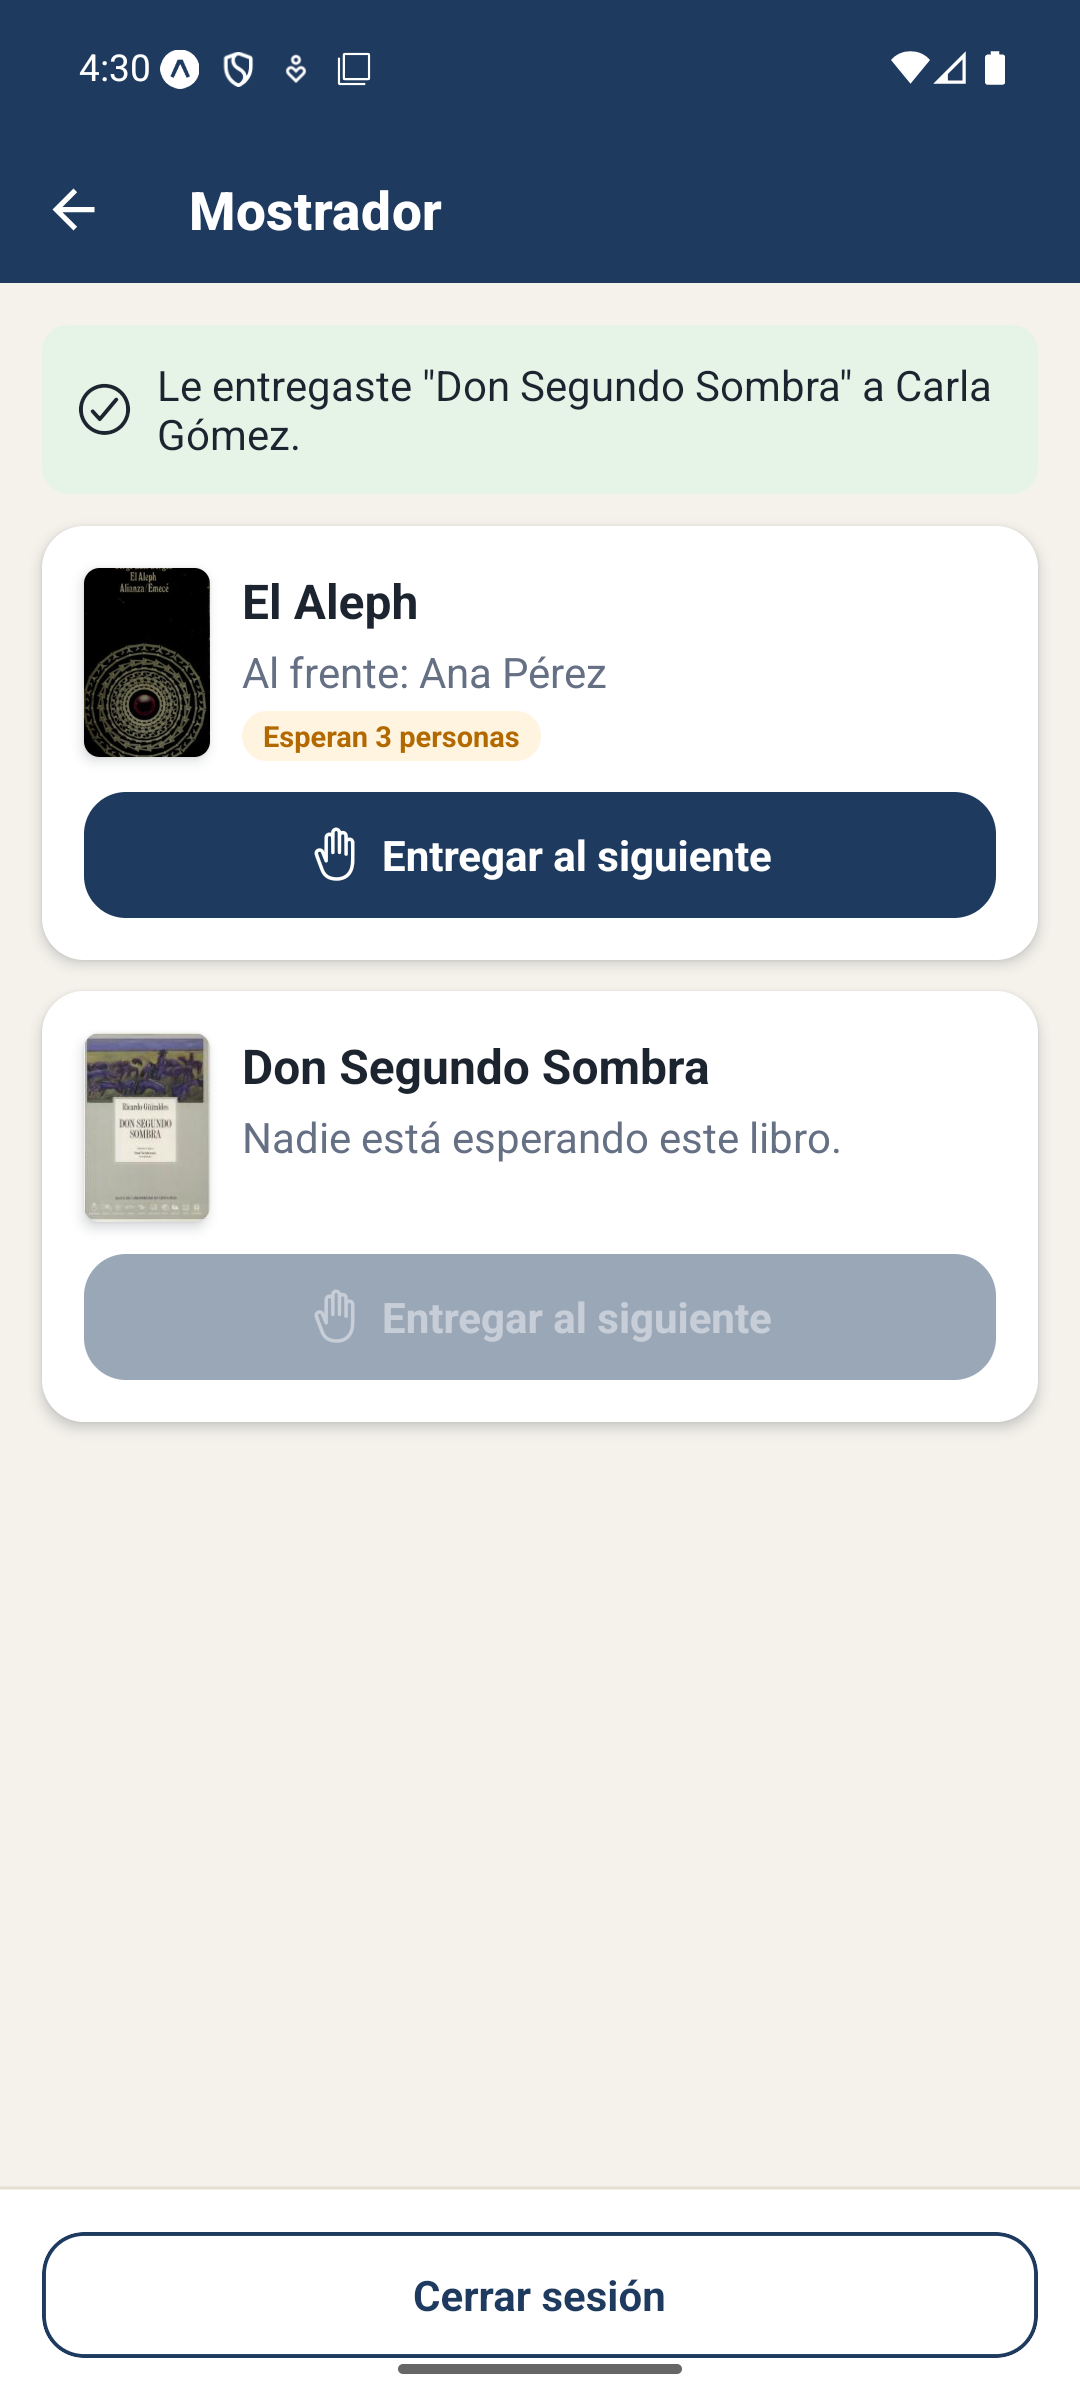 4:30
Mostrador
Le entregaste "Don Segundo Sombra" a Carla
Gómez.
El Aleph
Alianza/Emecé
El Aleph
Al frente: Ana Pérez
Esperan 3 personas
Entregar al siguiente
Ricardo Güiraldes
DON SEGUNDO
SOMBRA
Don Segundo Sombra
Nadie está esperando este libro.
Entregar al siguiente
Cerrar sesión